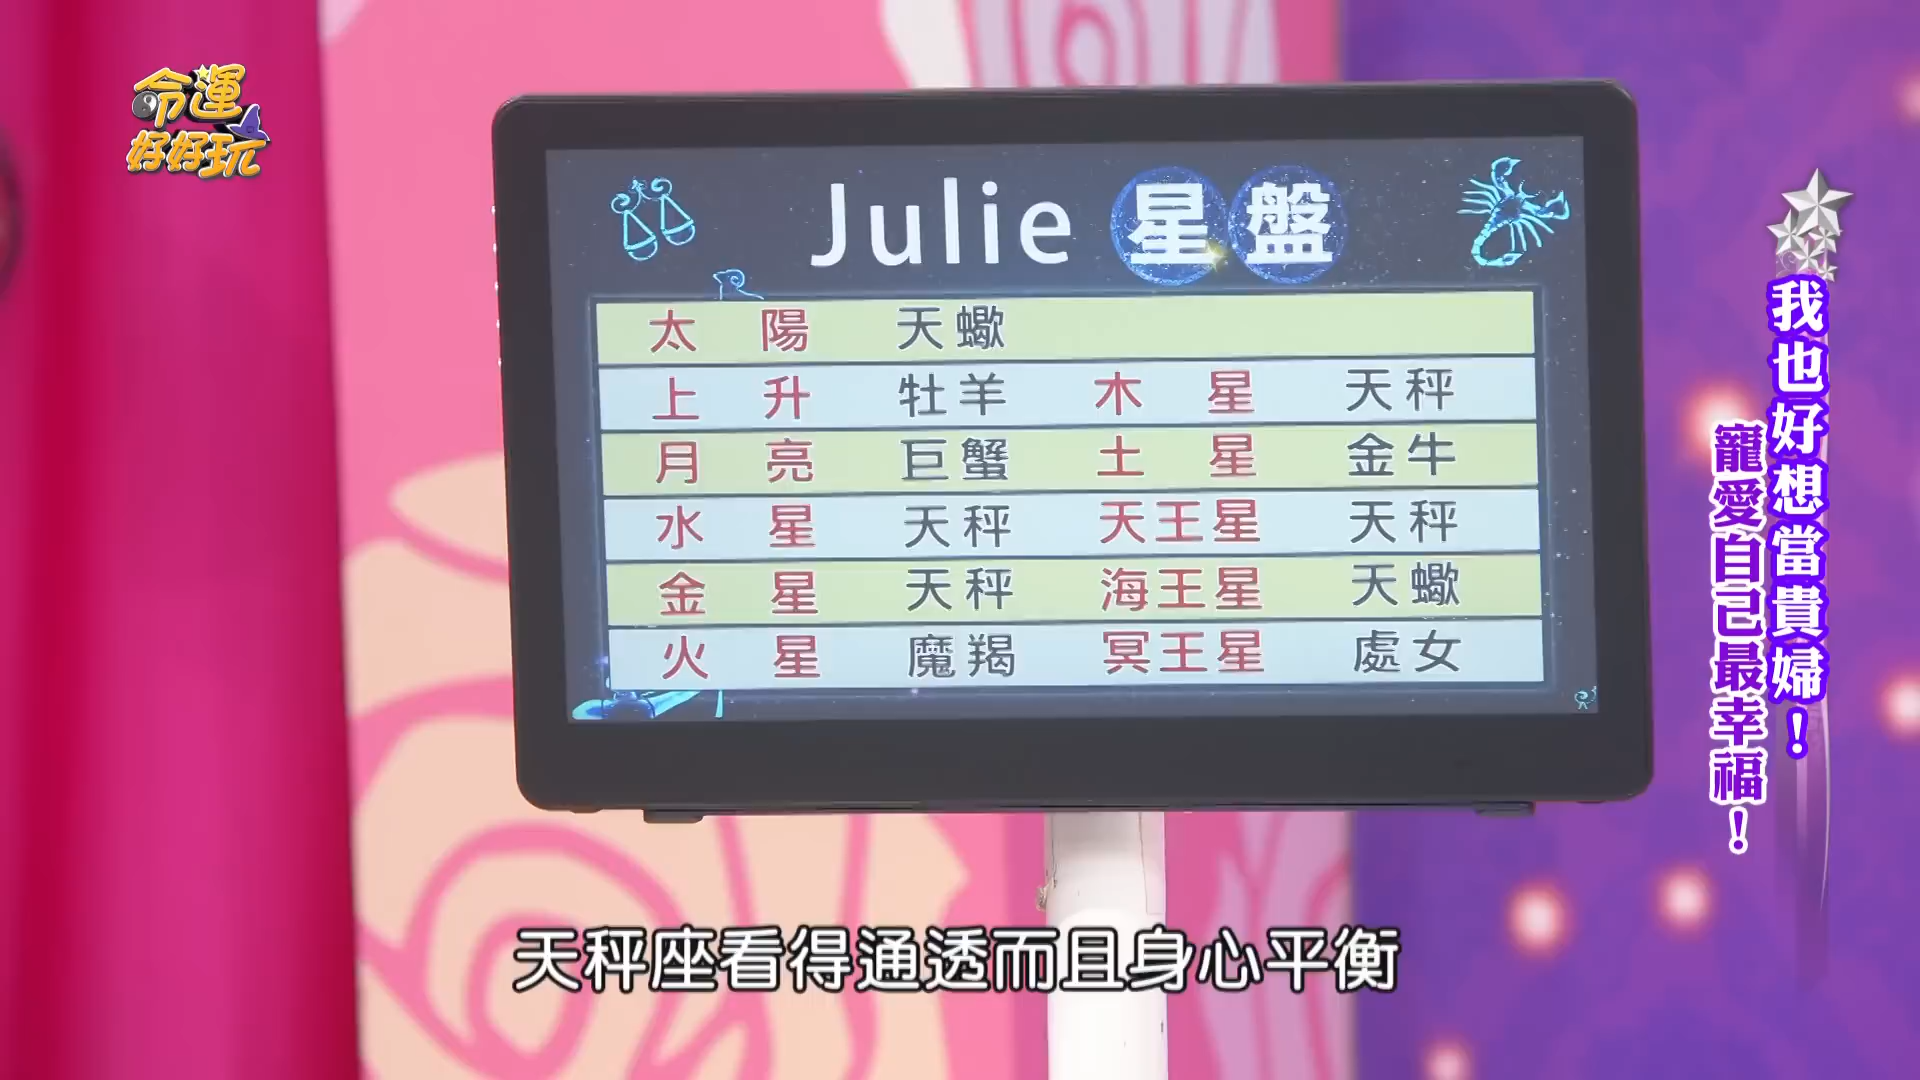 命運
好好玩
Julie 星盤
太陽 天蠍
上升 牡羊 木星 天秤
月亮 巨蟹 土星 金牛
水星 天秤 天王星 天秤
金星 天秤 海王星 天蠍
火星 魔羯 冥王星 處女
我也好想當貴婦！
寵愛自己最幸福！
天秤座看得通透而且身心平衡